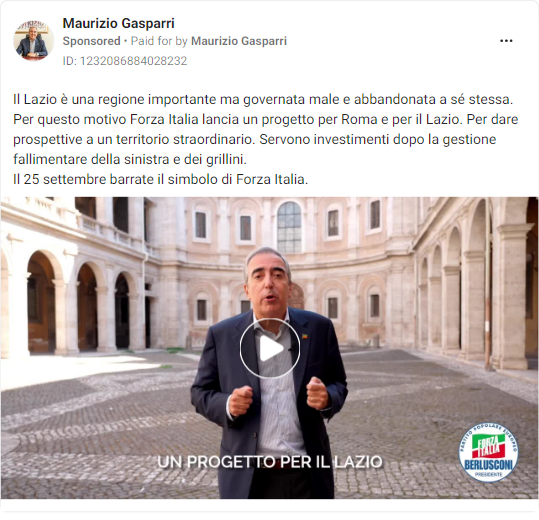 Maurizio Gasparri
Sponsored • Paid for by Maurizio Gasparri
ID: 1232086884028232
Il Lazio è una regione importante ma governata male e abbandonata a sé stessa.
Per questo motivo Forza Italia lancia un progetto per Roma e per il Lazio. Per dare
prospettive a un territorio straordinario. Servono investimenti dopo la gestione
fallimentare della sinistra e dei grillini.
Il 25 settembre barrate il simbolo di Forza Italia.
UN PROGETTO PER IL LAZIO
PARTITO POPOLARE EUROPEO
FORZA
ITALIA
BERLUSCONI
PRESIDENTE